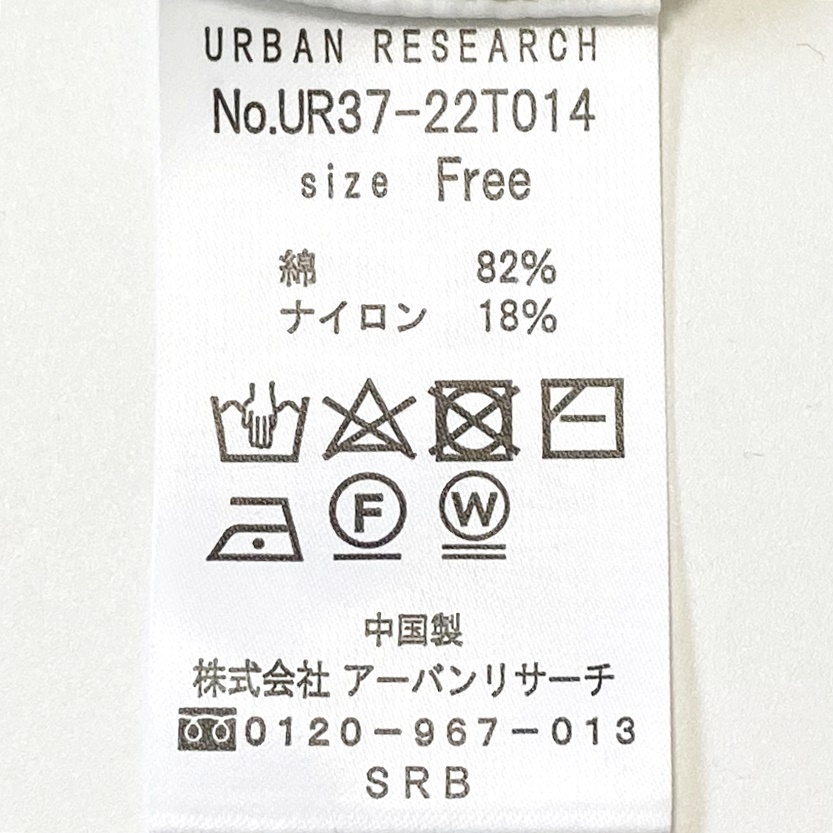 URBAN RESEARCH
No.UR37-22T014
size Free
綿 82%
ナイロン 18%
F W
中国製
株式会社 アーバンリサーチ
0120-967-013
SRB